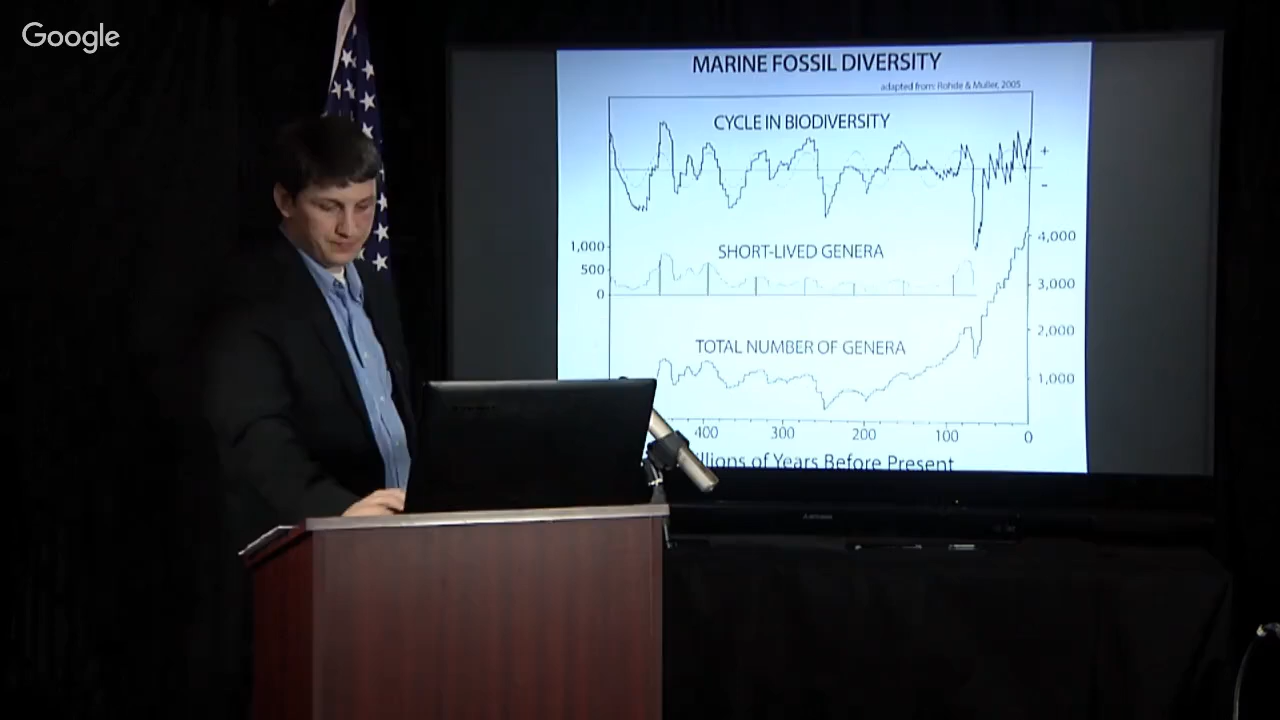 Google
MARINE FOSSIL DIVERSITY
adapted from: Rohde & Muller, 2005
CYCLE IN BIODIVERSITY
+
-
1,000
500
0
SHORT-LIVED GENERA
4,000
3,000
2,000
1,000
TOTAL NUMBER OF GENERA
400 300 200 100 0
llions of Years Before Present